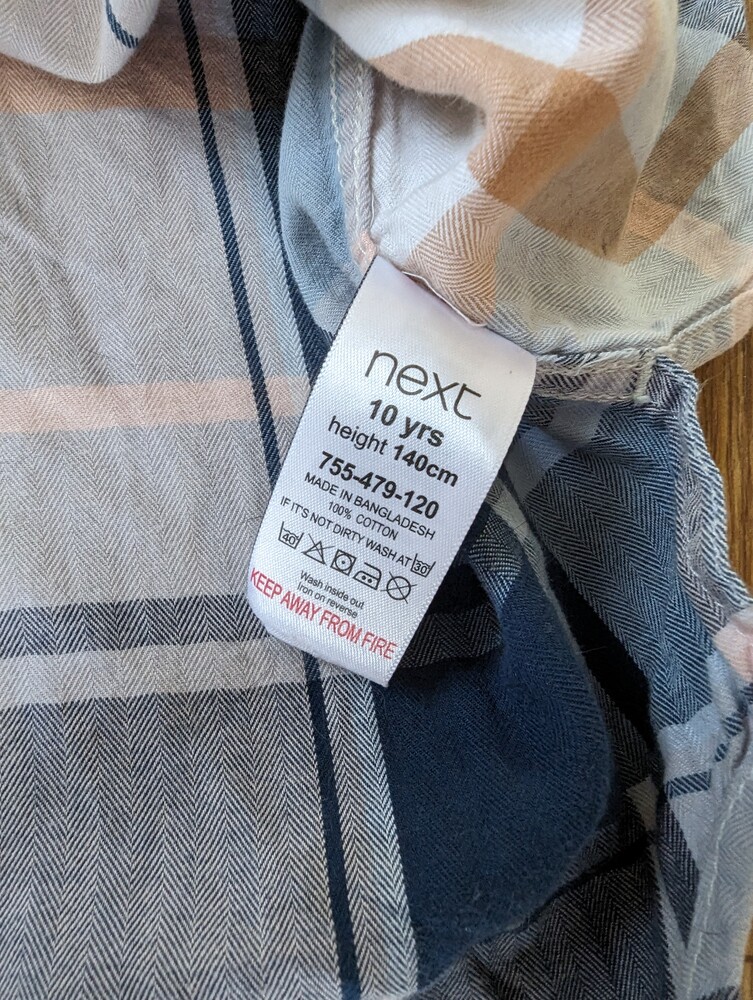 next
10 yrs
height 140cm
755-479-120
MADE IN BANGLADESH
100% COTTON
IF IT'S NOT DIRTY WASH AT 30°
40°
Wash inside out
Iron on reverse
KEEP AWAY FROM FIRE